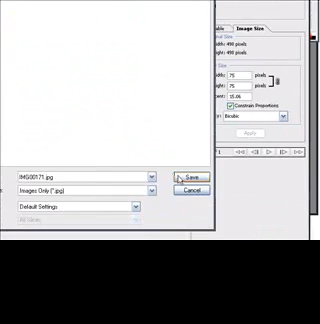 Image Size
490 pixels
490 pixels
Size
75 pixels
75 pixels
15.06
Constrain Proportions
Bicubic
Apply
IMG00171.jpg
Save
Images Only (*.jpg)
Cancel
Default Settings
All Slices